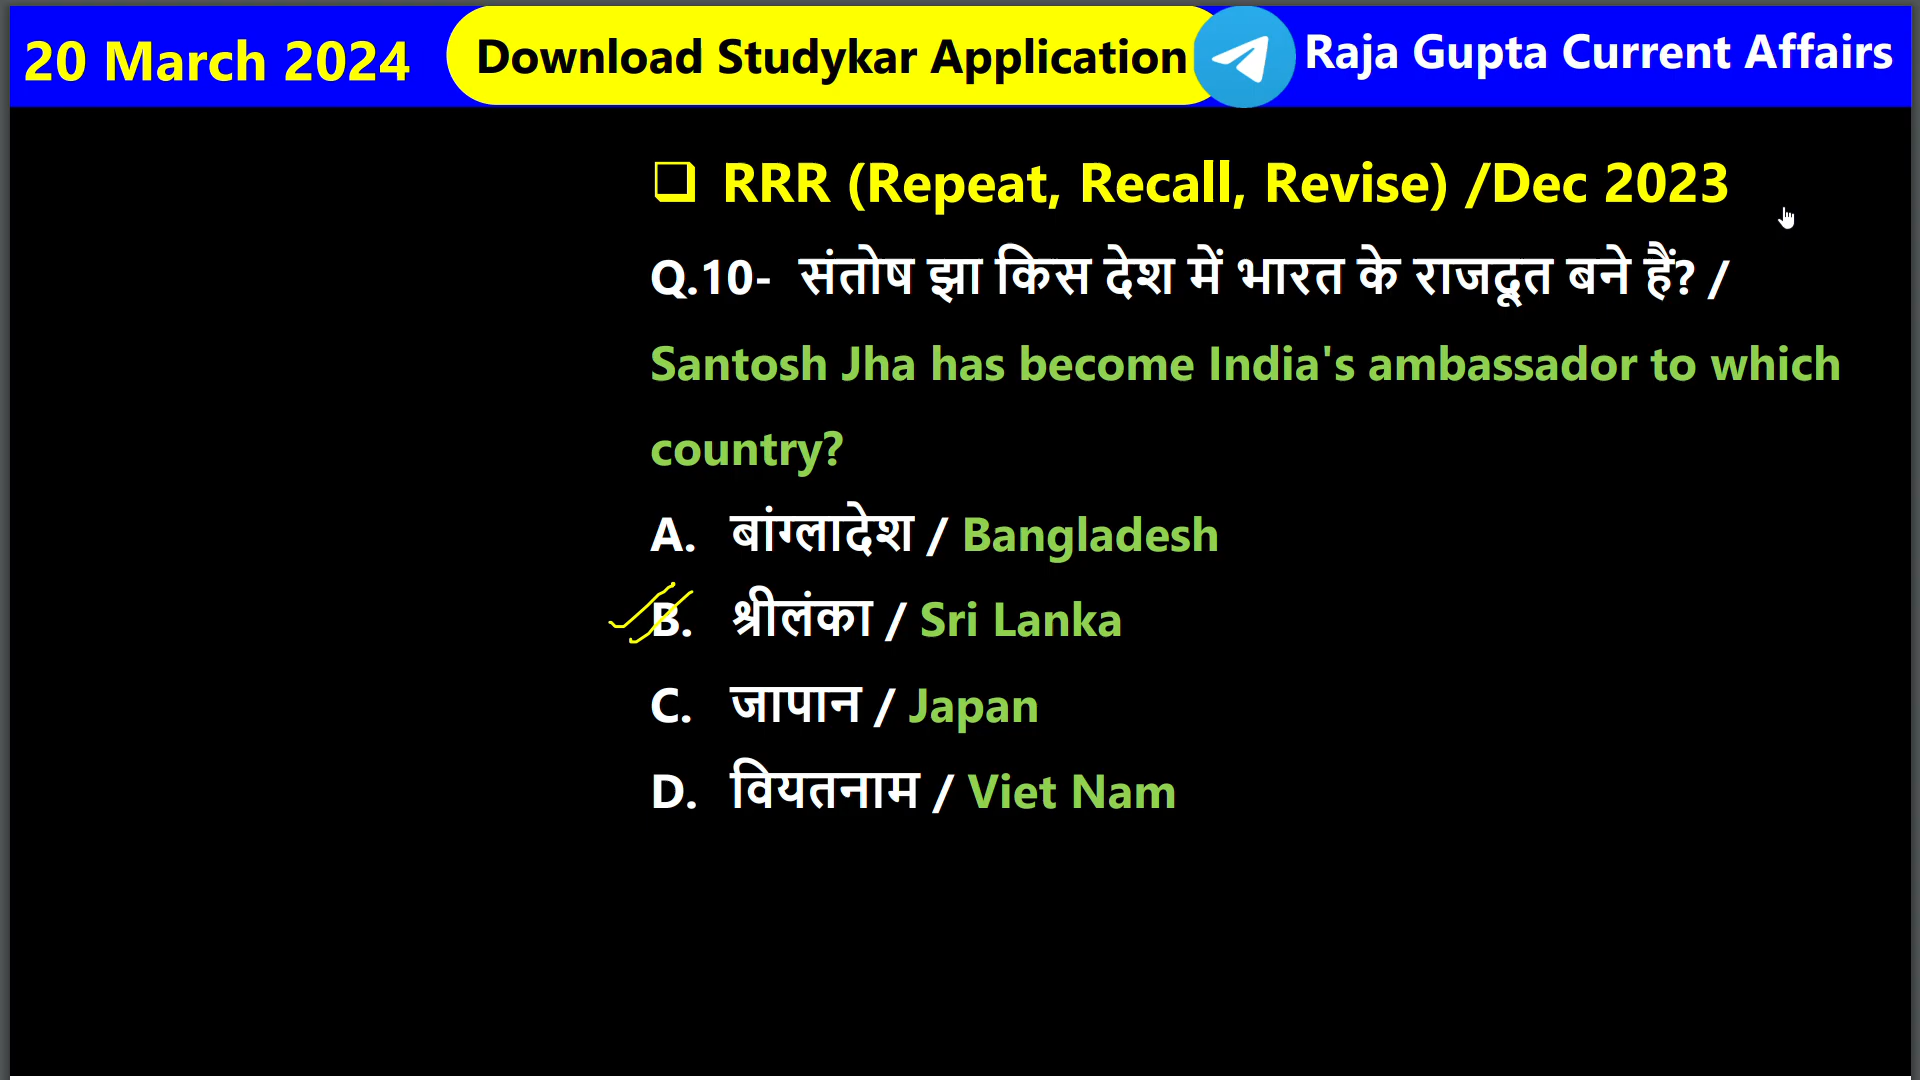 20 March 2024 Download Studykar Application Raja Gupta Current Affairs
❑ RRR (Repeat, Recall, Revise) /Dec 2023
Q.10- संतोष झा किस देश में भारत के राजदूत बने हैं? /
Santosh Jha has become India's ambassador to which
country?
A. बांग्लादेश / Bangladesh
B. श्रीलंका / Sri Lanka
C. जापान / Japan
D. वियतनाम / Viet Nam